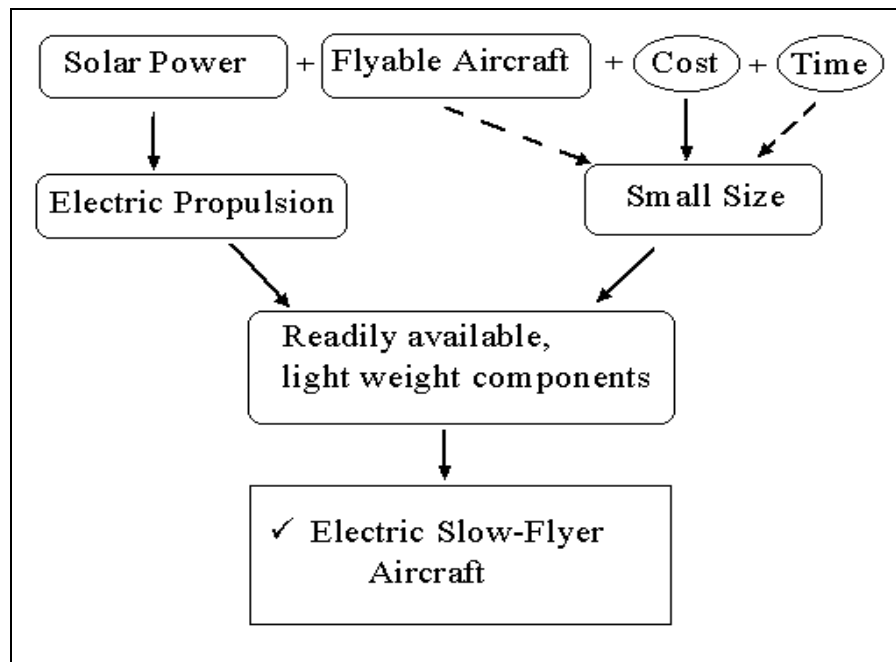 Solar Power + Flyable Aircraft + Cost + Time
Electric Propulsion
Small Size
Readily available,
light weight components
✓ Electric Slow-Flyer
Aircraft